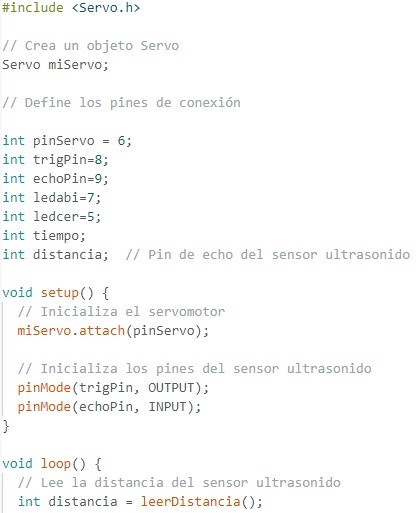 #include <Servo.h>
// Crea un objeto Servo
Servo miServo;
// Define los pines de conexión
int pinServo = 6;
int trigPin=8;
int echoPin=9;
int ledabi=7;
int ledcer=5;
int tiempo;
int distancia;  // Pin de echo del sensor ultrasonido
void setup() {
  // Inicializa el servomotor
  miServo.attach(pinServo);
  // Inicializa los pines del sensor ultrasonido
  pinMode(trigPin, OUTPUT);
  pinMode(echoPin, INPUT);
}
void loop() {
  // Lee la distancia del sensor ultrasonido
  int distancia = leerDistancia();